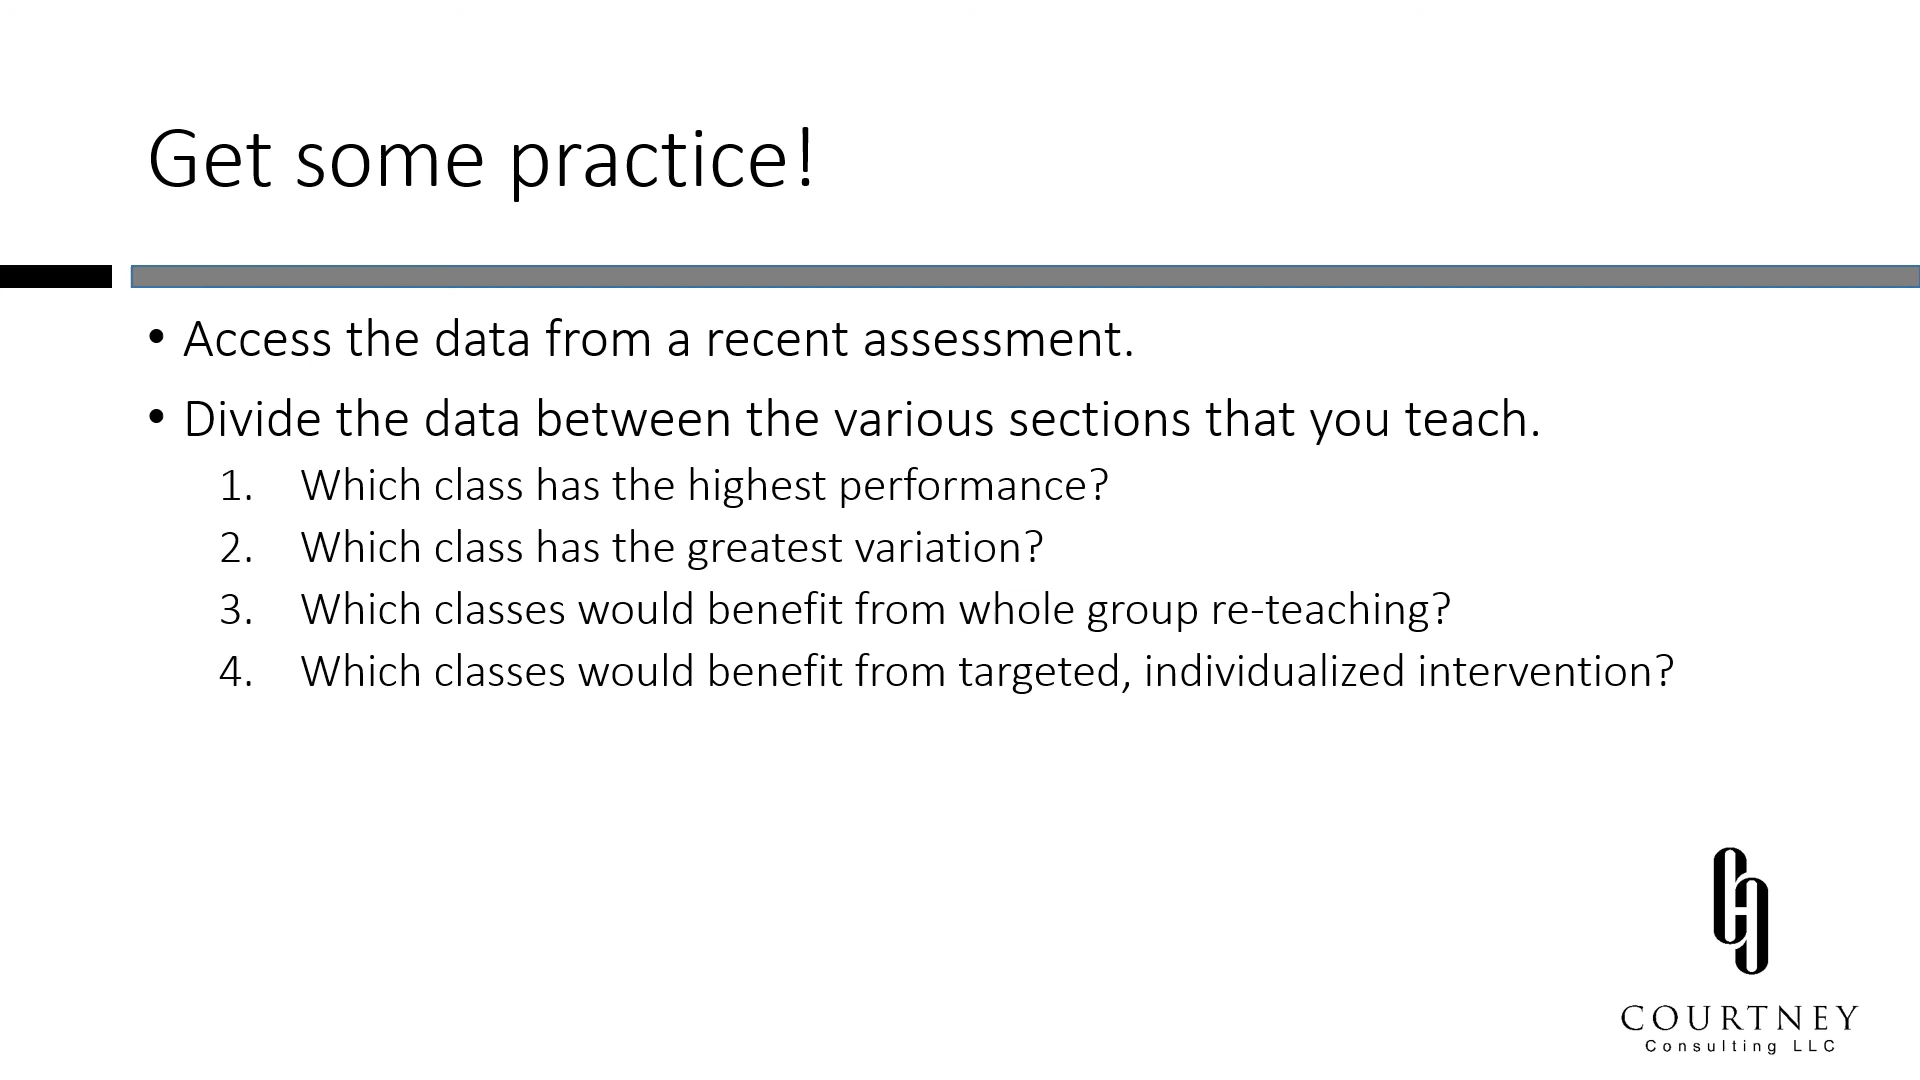 Get some practice!
• Access the data from a recent assessment.
• Divide the data between the various sections that you teach.
1. Which class has the highest performance?
2. Which class has the greatest variation?
3. Which classes would benefit from whole group re-teaching?
4. Which classes would benefit from targeted, individualized intervention?
COURTNEY
Consulting LLC